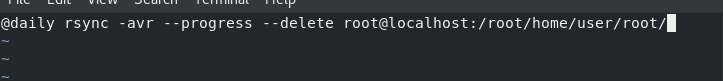 File Edit View Search Terminal Help
@daily rsync -avr --progress --delete root@localhost:/root/home/user/root/
~
~
~